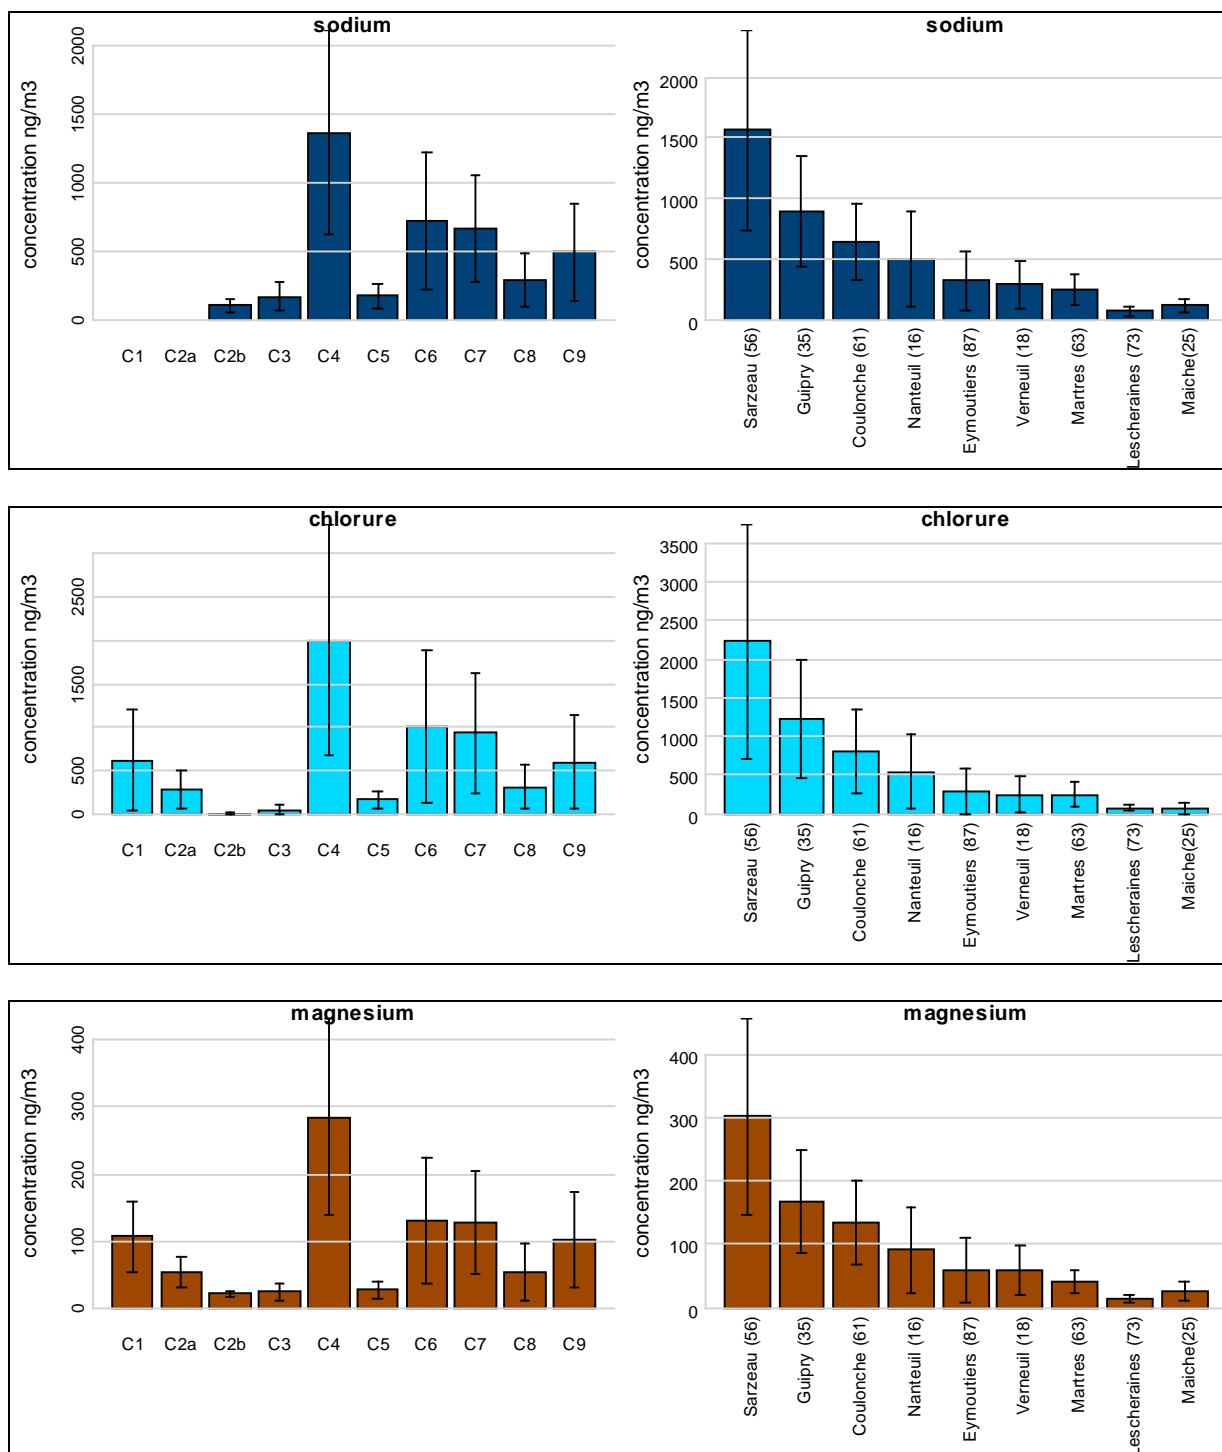 sodium
concentration ng/m3
2000
1500
1000
500
0
C1 C2a C2b C3 C4 C5 C6 C7 C8 C9
sodium
concentration ng/m3
2000
1500
1000
500
0
Sarzeau (56)
Guipry (35)
Coulonche (61)
Nanteuil (16)
Eymoutiers (87)
Verneuil (18)
Martres (63)
Lescheraines (73)
Maiche(25)
chlorure
concentration ng/m3
2500
1500
500
0
C1 C2a C2b C3 C4 C5 C6 C7 C8 C9
chlorure
concentration ng/m3
3500
3000
2500
2000
1500
1000
500
0
Sarzeau (56)
Guipry (35)
Coulonche (61)
Nanteuil (16)
Eymoutiers (87)
Verneuil (18)
Martres (63)
Lescheraines (73)
Maiche(25)
magnesium
concentration ng/m3
400
300
200
100
0
C1 C2a C2b C3 C4 C5 C6 C7 C8 C9
magnesium
concentration ng/m3
400
300
200
100
0
Sarzeau (56)
Guipry (35)
Coulonche (61)
Nanteuil (16)
Eymoutiers (87)
Verneuil (18)
Martres (63)
Lescheraines (73)
Maiche(25)